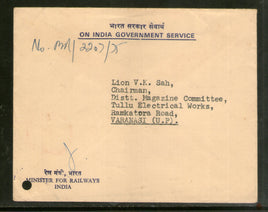 भारत सरकार सेवार्थ
ON INDIA GOVERNMENT SERVICE
Lion V.K. Sah,
Chairman,
Distt. Magazine Committee,
Tullu Electrical Works,
Ramkatora Road,
VARANASI (U.P).
रेल मंत्री, भारत
MINISTER FOR RAILWAYS
INDIA